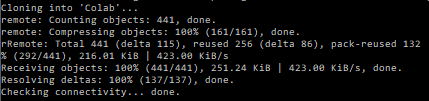 Cloning into 'Colab'...
remote: Counting objects: 441, done.
remote: Compressing objects: 100% (161/161), done.
rRemote: Total 441 (delta 115), reused 256 (delta 86), pack-reused 132
% (292/441), 216.01 KiB | 423.00 KiB/s
Receiving objects: 100% (441/441), 251.24 KiB | 423.00 KiB/s, done.
Resolving deltas: 100% (137/137), done.
Checking connectivity... done.